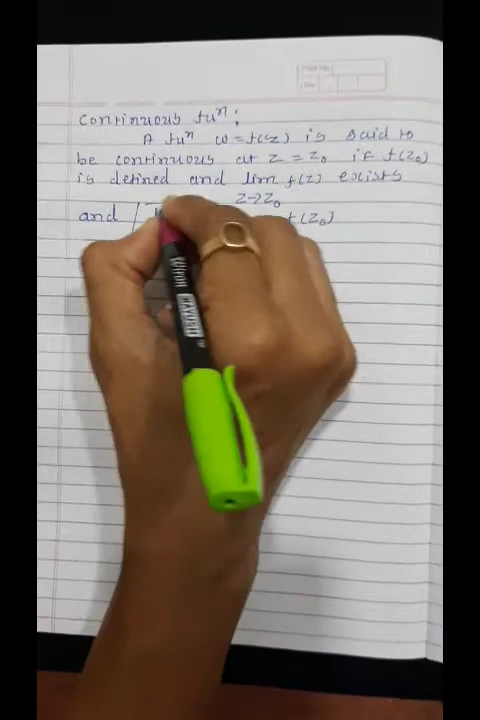 Continuous fuⁿ:
A fuⁿ w = f(z) is said to
be continuous at z = z₀ if f(z₀)
is defined and lim f(z) exists
z→z₀
and f(z₀)